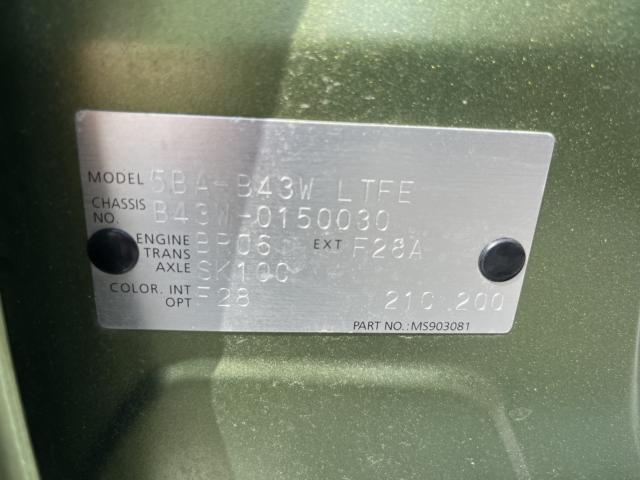 MODEL 5BA-B43W LTFE
CHASSIS NO. B43W-0150030
ENGINE BR06 EXT F28A
TRANS AXLE SK100
COLOR. INT F28
OPT 210.200
PART NO.: MS903081